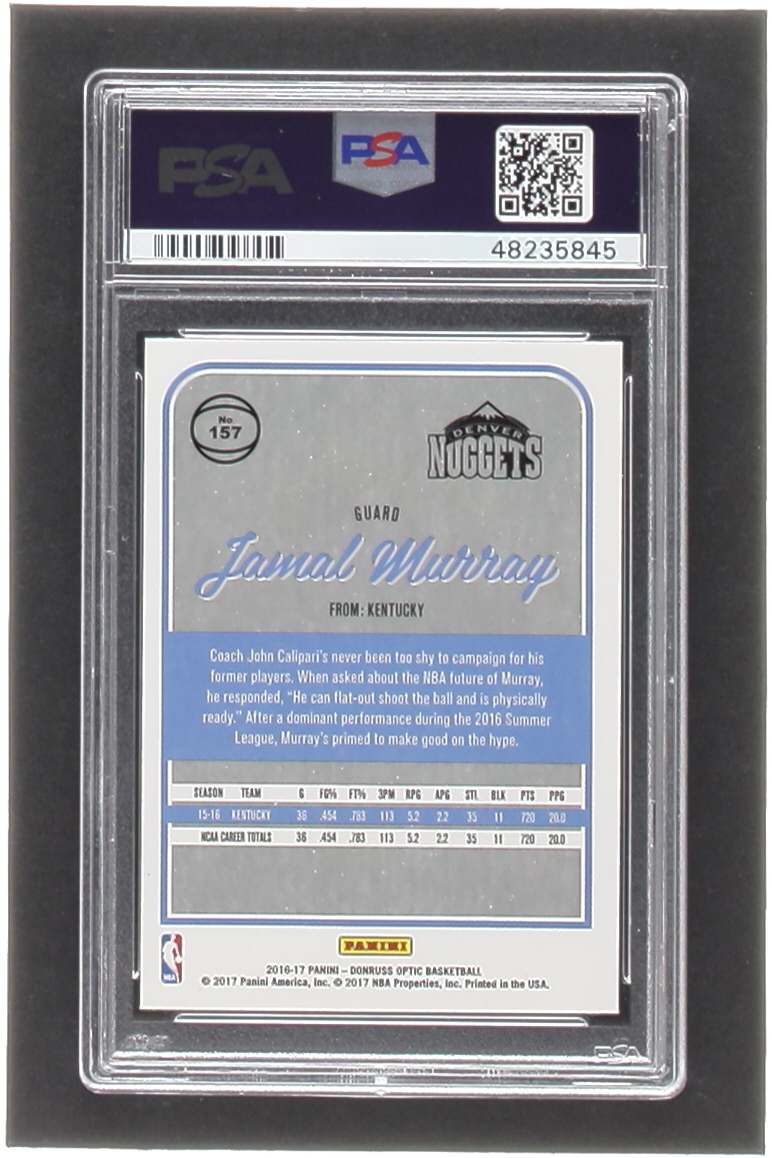 PSA
PSA
48235845
No
157
DENVER
NUGGETS
GUARD
Jamal Murray
FROM: KENTUCKY
Coach John Calipari's never been too shy to campaign for his
former players. When asked about the NBA future of Murray,
he responded, "He can flat-out shoot the ball and is physically
ready." After a dominant performance during the 2016 Summer
League, Murray's primed to make good on the hype.
SEASON TEAM G FG% FT% 3PM RPG APG STL BLK PTS PPG
15-16 KENTUCKY 36 .454 .783 113 5.2 2.2 35 11 720 20.0
NCAA CAREER TOTALS 36 .454 .783 113 5.2 2.2 35 11 720 20.0
PANINI
NBA
2016-17 PANINI – DONRUSS OPTIC BASKETBALL
© 2017 Panini America, Inc. © 2017 NBA Properties, Inc. Printed in the USA.
PSA